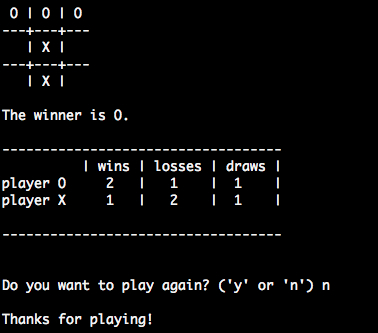 O | O | O
---+---+---
   | X |
---+---+---
   | X |
The winner is O.
-----------------------------------
          | wins | losses | draws |
player O     2   |   1    |  1    |
player X     1   |   2    |  1    |
-----------------------------------
Do you want to play again? ('y' or 'n') n
Thanks for playing!